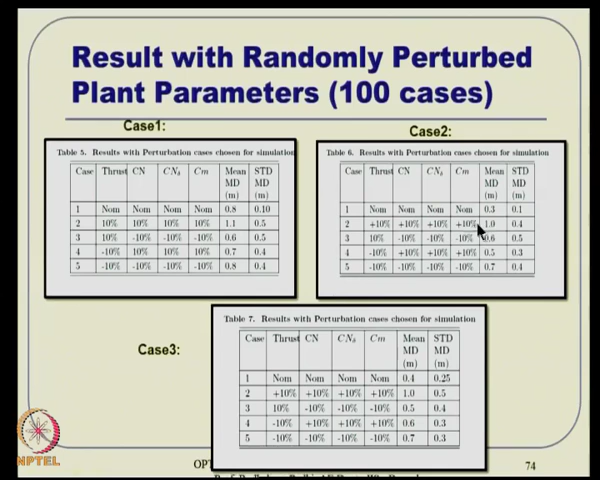 Result with Randomly Perturbed
Plant Parameters (100 cases)
Case1:
Case2:
Table 5. Results with Perturbation cases chosen for simulation
Case Thrust CN CNδ Cm Mean MD (m) STD MD (m)
1 Nom Nom Nom Nom 0.8 0.10
2 10% 10% 10% 10% 1.1 0.5
3 10% -10% -10% -10% 0.6 0.5
4 -10% 10% 10% 10% 0.7 0.4
5 -10% -10% -10% -10% 0.8 0.4
Table 6. Results with Perturbation cases chosen for simulation
Case Thrust CN CNδ Cm Mean MD (m) STD MD (m)
1 Nom Nom Nom Nom 0.3 0.1
2 +10% +10% +10% +10% 1.0 0.4
3 10% -10% -10% -10% 0.6 0.5
4 -10% +10% +10% +10% 0.5 0.3
5 -10% -10% -10% -10% 0.7 0.4
Case3:
Table 7. Results with Perturbation cases chosen for simulation
Case Thrust CN CNδ Cm Mean MD (m) STD MD (m)
1 Nom Nom Nom Nom 0.4 0.25
2 +10% +10% +10% +10% 1.0 0.5
3 10% -10% -10% -10% 0.5 0.4
4 -10% +10% +10% +10% 0.6 0.3
5 -10% -10% -10% -10% 0.7 0.3
NPTEL
OPT
74